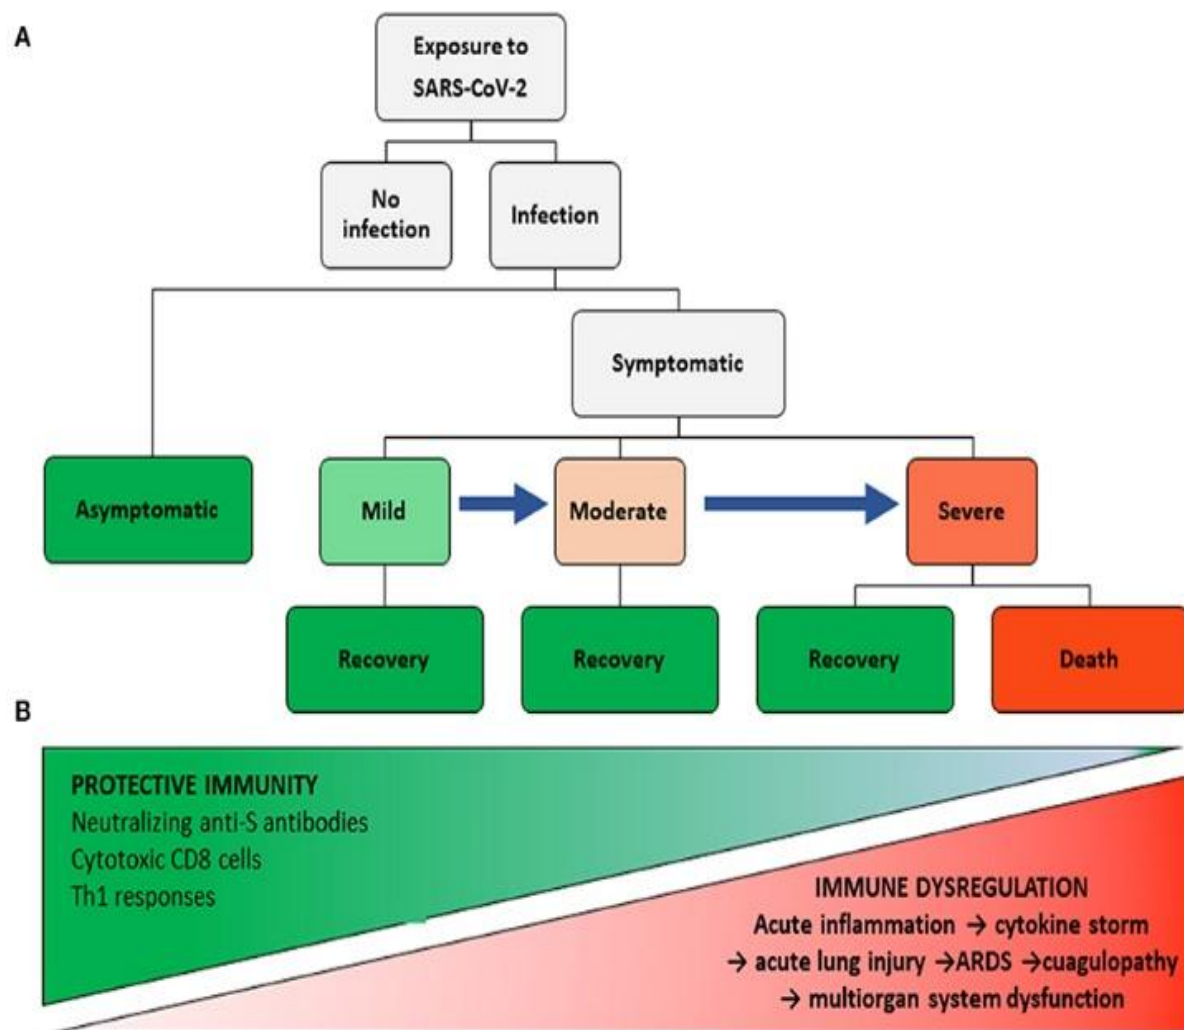 A
Exposure to
SARS-CoV-2
No
infection
Infection
Symptomatic
Asymptomatic
Mild
Moderate
Severe
Recovery
Recovery
Recovery
Death
B
PROTECTIVE IMMUNITY
Neutralizing anti-S antibodies
Cytotoxic CD8 cells
Th1 responses
IMMUNE DYSREGULATION
Acute inflammation → cytokine storm
→ acute lung injury →ARDS →cuagulopathy
→ multiorgan system dysfunction